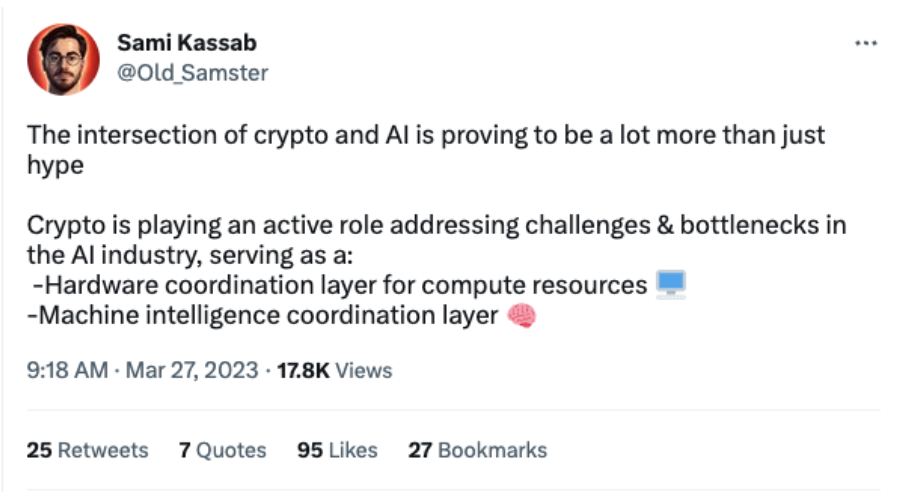 Sami Kassab
@Old_Samster
The intersection of crypto and AI is proving to be a lot more than just
hype
Crypto is playing an active role addressing challenges & bottlenecks in
the AI industry, serving as a:
-Hardware coordination layer for compute resources 🖥️
-Machine intelligence coordination layer 🧠
9:18 AM · Mar 27, 2023 · 17.8K Views
25 Retweets 7 Quotes 95 Likes 27 Bookmarks